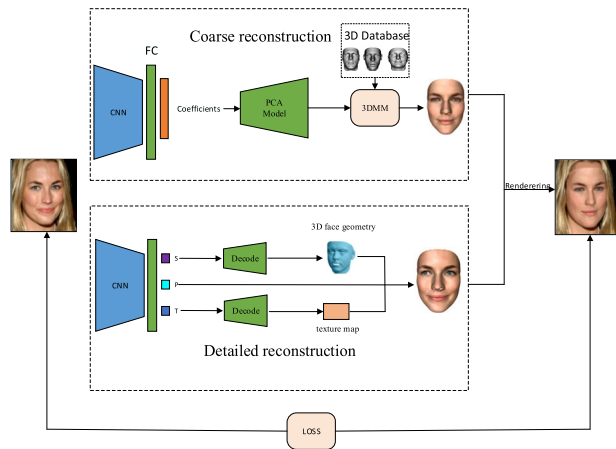 Coarse reconstruction
3D Database
FC
CNN
Coefficients
PCA
Model
3DMM
Renderering
3D face geometry
S
Decode
CNN
P
T
Decode
texture map
Detailed reconstruction
LOSS